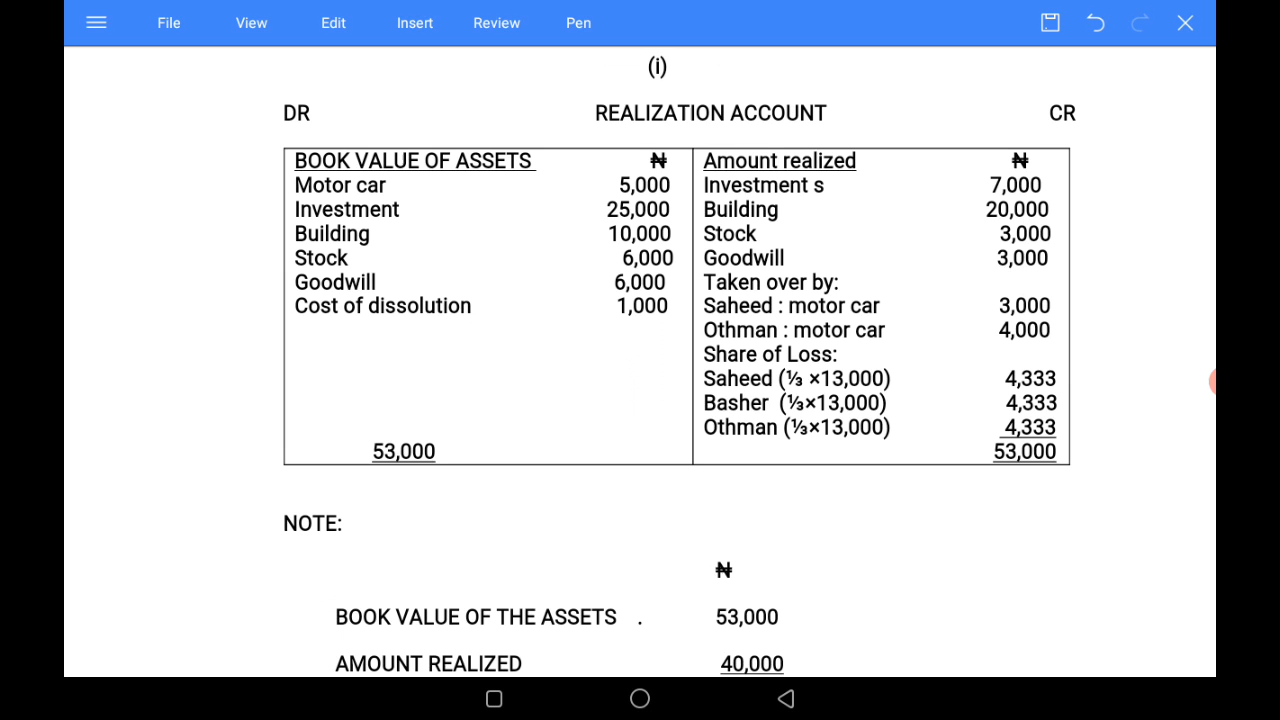 File View Edit Insert Review Pen
(i)
DR REALIZATION ACCOUNT CR
BOOK VALUE OF ASSETS ₦ Amount realized ₦
Motor car 5,000 Investment s 7,000
Investment 25,000 Building 20,000
Building 10,000 Stock 3,000
Stock 6,000 Goodwill 3,000
Goodwill 6,000 Taken over by:
Cost of dissolution 1,000 Saheed : motor car 3,000
Othman : motor car 4,000
Share of Loss:
Saheed (⅓ ×13,000) 4,333
Basher (⅓×13,000) 4,333
Othman (⅓×13,000) 4,333
53,000 53,000
NOTE:
₦
BOOK VALUE OF THE ASSETS . 53,000
AMOUNT REALIZED 40,000